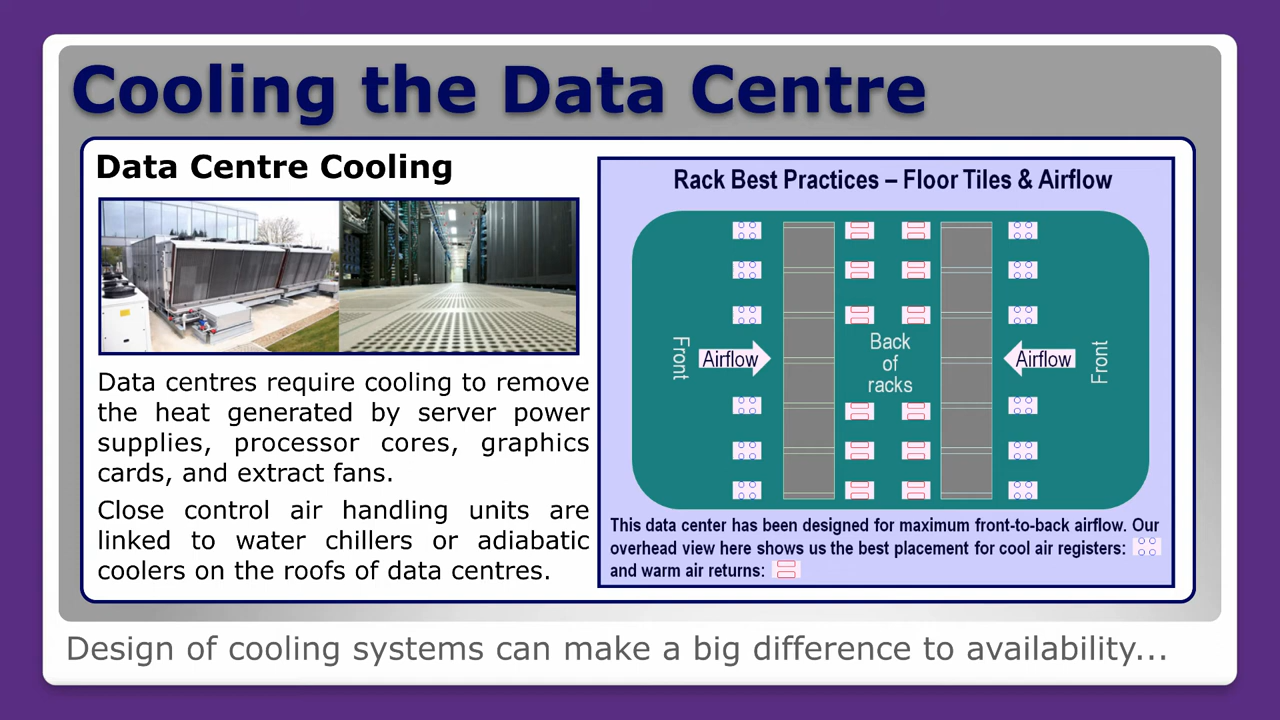 Cooling the Data Centre
Data Centre Cooling
Data centres require cooling to remove
the heat generated by server power
supplies, processor cores, graphics
cards, and extract fans.
Close control air handling units are
linked to water chillers or adiabatic
coolers on the roofs of data centres.
Rack Best Practices – Floor Tiles & Airflow
Front
Airflow
Back
of
racks
Airflow
Front
This data center has been designed for maximum front-to-back airflow. Our
overhead view here shows us the best placement for cool air registers:
and warm air returns:
Design of cooling systems can make a big difference to availability...